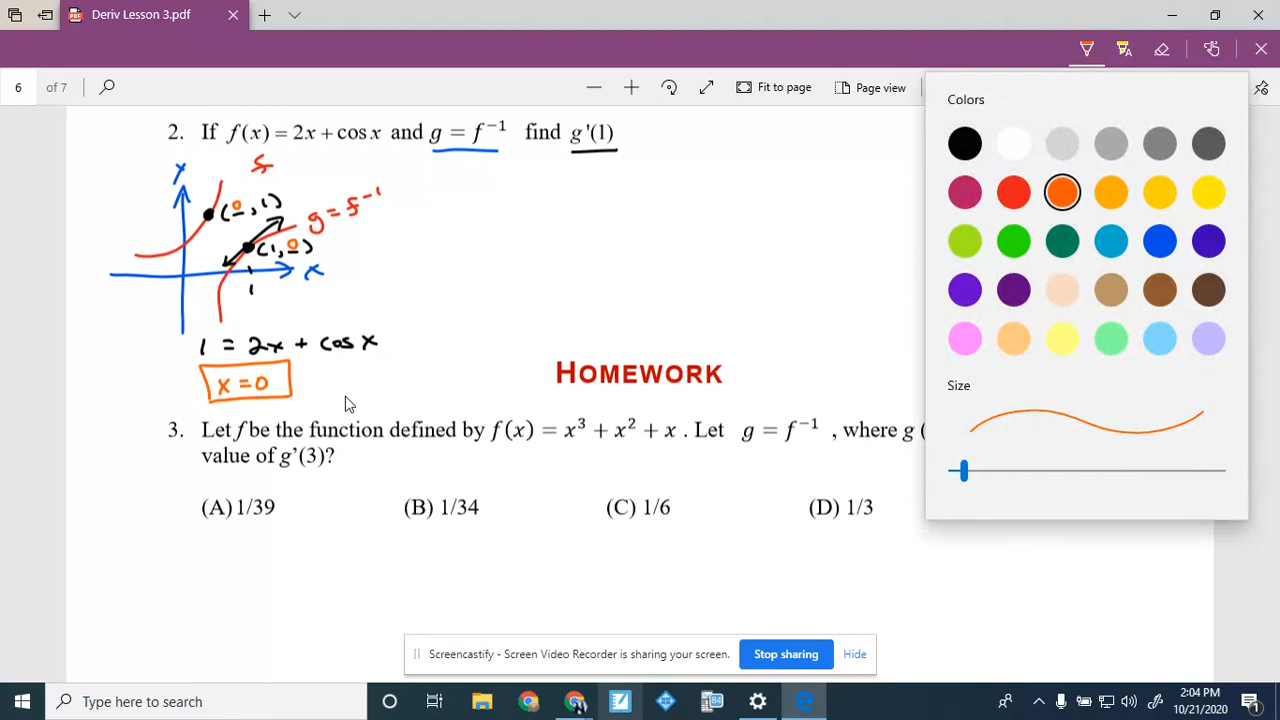 Deriv Lesson 3.pdf
6 of 7
Fit to page
Page view
2. If f(x) = 2x + cos x and g = f⁻¹ find g'(1)
Y
f
(0, 1)
g = f⁻¹
(1, 0)
x
1
1 = 2x + cos x
x = 0
HOMEWORK
3. Let f be the function defined by f(x) = x³ + x² + x . Let g = f⁻¹ , where g (
value of g’(3)?
(A) 1/39 (B) 1/34 (C) 1/6 (D) 1/3
Colors
Size
Screencastify - Screen Video Recorder is sharing your screen.
Stop sharing
Hide
Type here to search
84
2:04 PM
10/21/2020
1